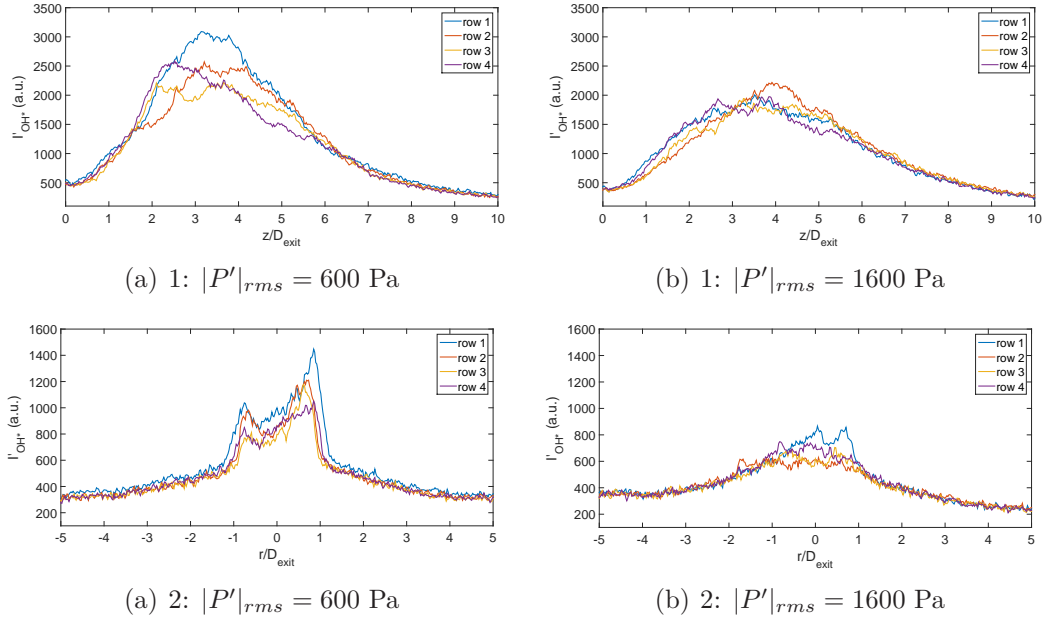 3500
3000
2500
2000
1500
1000
500
I'OH* (a.u.)
0 1 2 3 4 5 6 7 8 9 10
z/Dexit
row 1
row 2
row 3
row 4
(a) 1: |P′|rms = 600 Pa
3500
3000
2500
2000
1500
1000
500
I'OH* (a.u.)
0 1 2 3 4 5 6 7 8 9 10
z/Dexit
row 1
row 2
row 3
row 4
(b) 1: |P′|rms = 1600 Pa
1600
1400
1200
1000
800
600
400
200
I'OH* (a.u.)
-5 -4 -3 -2 -1 0 1 2 3 4 5
r/Dexit
row 1
row 2
row 3
row 4
(a) 2: |P′|rms = 600 Pa
1600
1400
1200
1000
800
600
400
200
I'OH* (a.u.)
-5 -4 -3 -2 -1 0 1 2 3 4 5
r/Dexit
row 1
row 2
row 3
row 4
(b) 2: |P′|rms = 1600 Pa